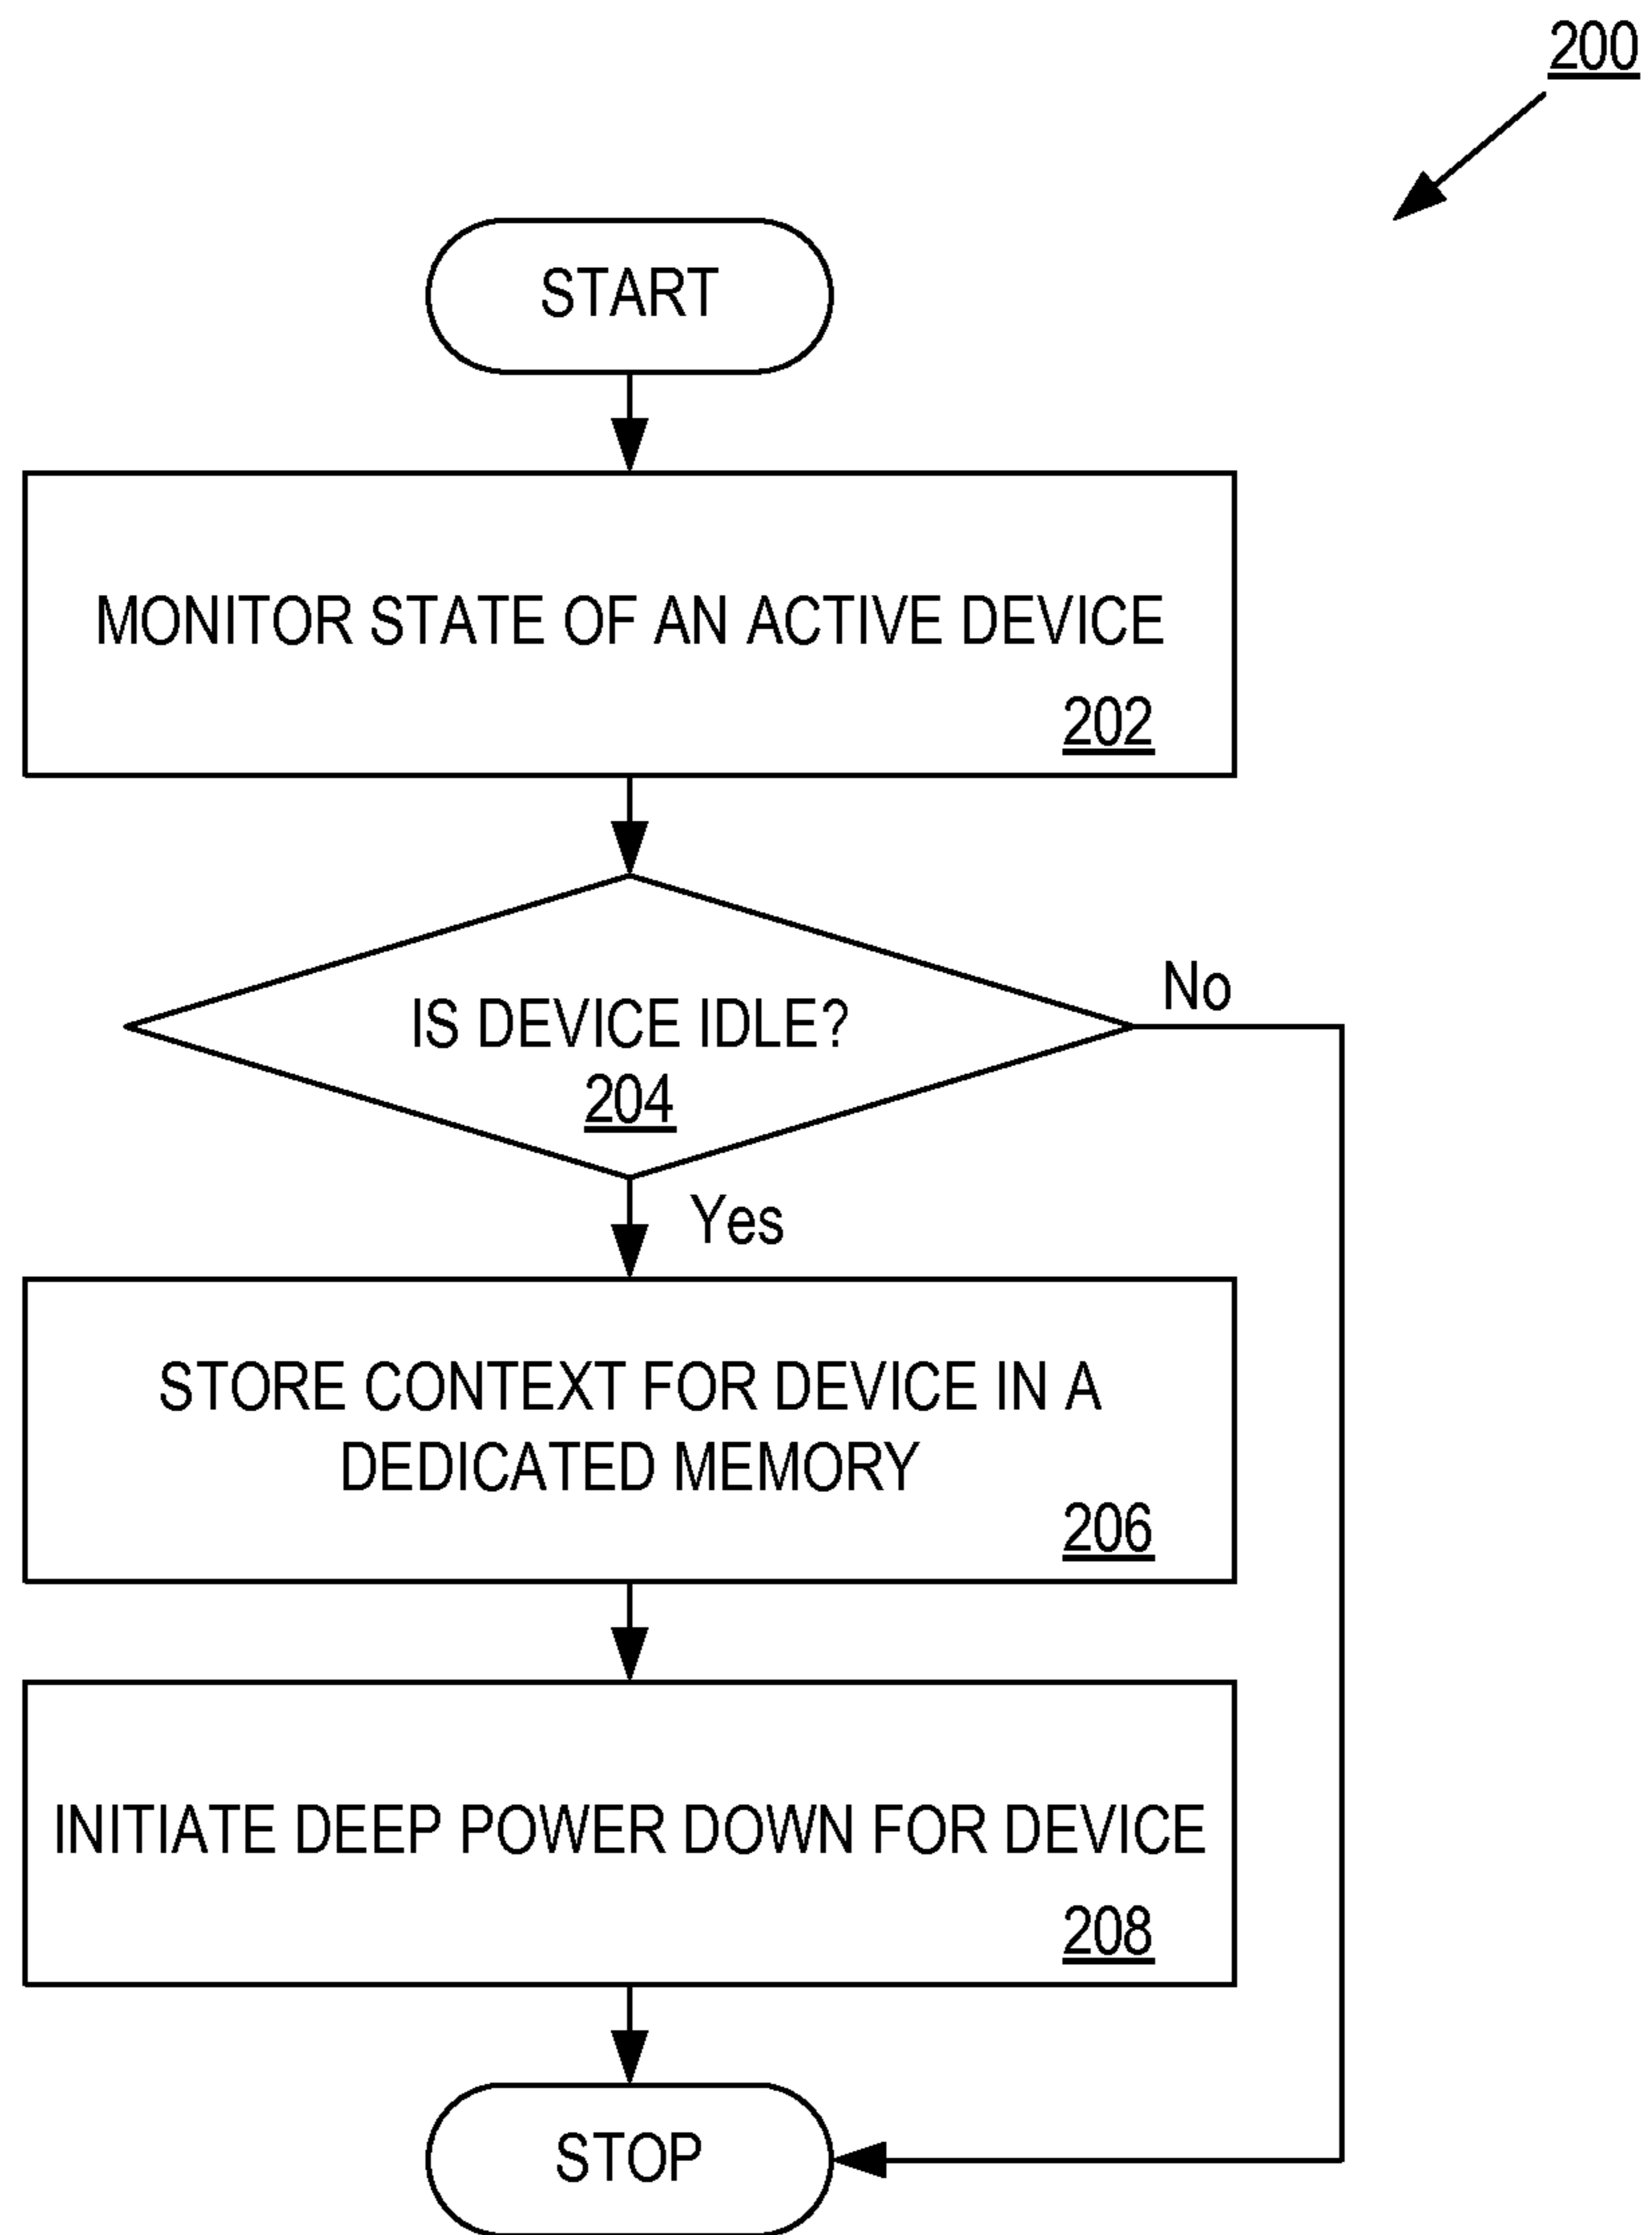 200
START
MONITOR STATE OF AN ACTIVE DEVICE
202
IS DEVICE IDLE?
204
No
Yes
STORE CONTEXT FOR DEVICE IN A
DEDICATED MEMORY
206
INITIATE DEEP POWER DOWN FOR DEVICE
208
STOP